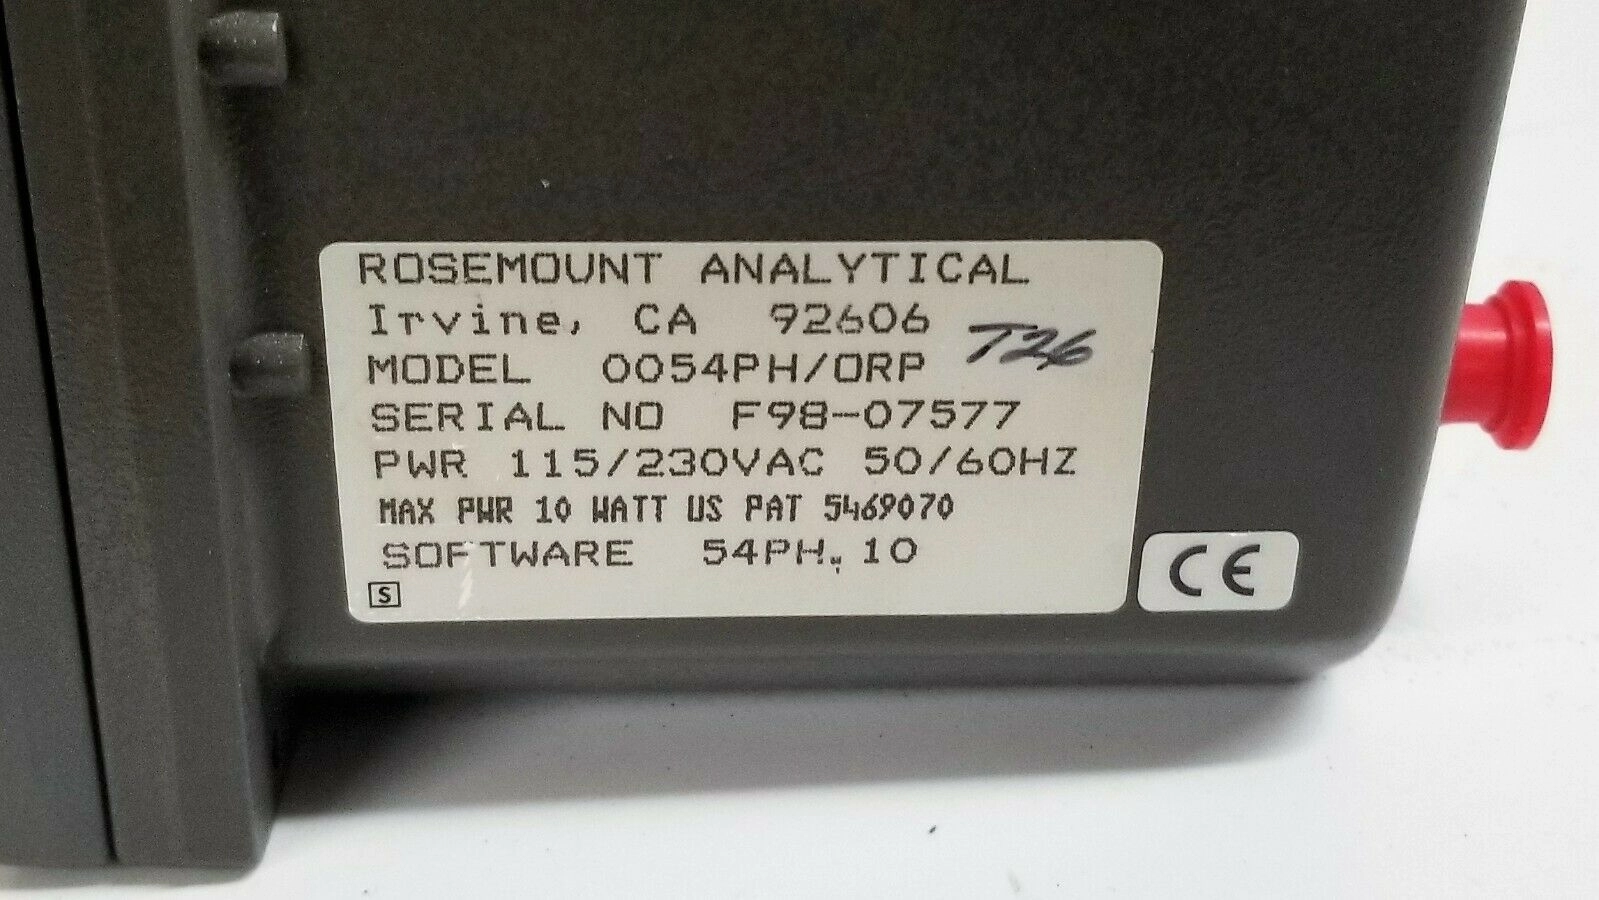 ROSEMOUNT ANALYTICAL
Irvine, CA 92606
T26
MODEL 0054PH/ORP
SERIAL NO F98-07577
PWR 115/230VAC 50/60HZ
MAX PWR 10 WATT US PAT 5469070
SOFTWARE 54PH. 10
S
CE